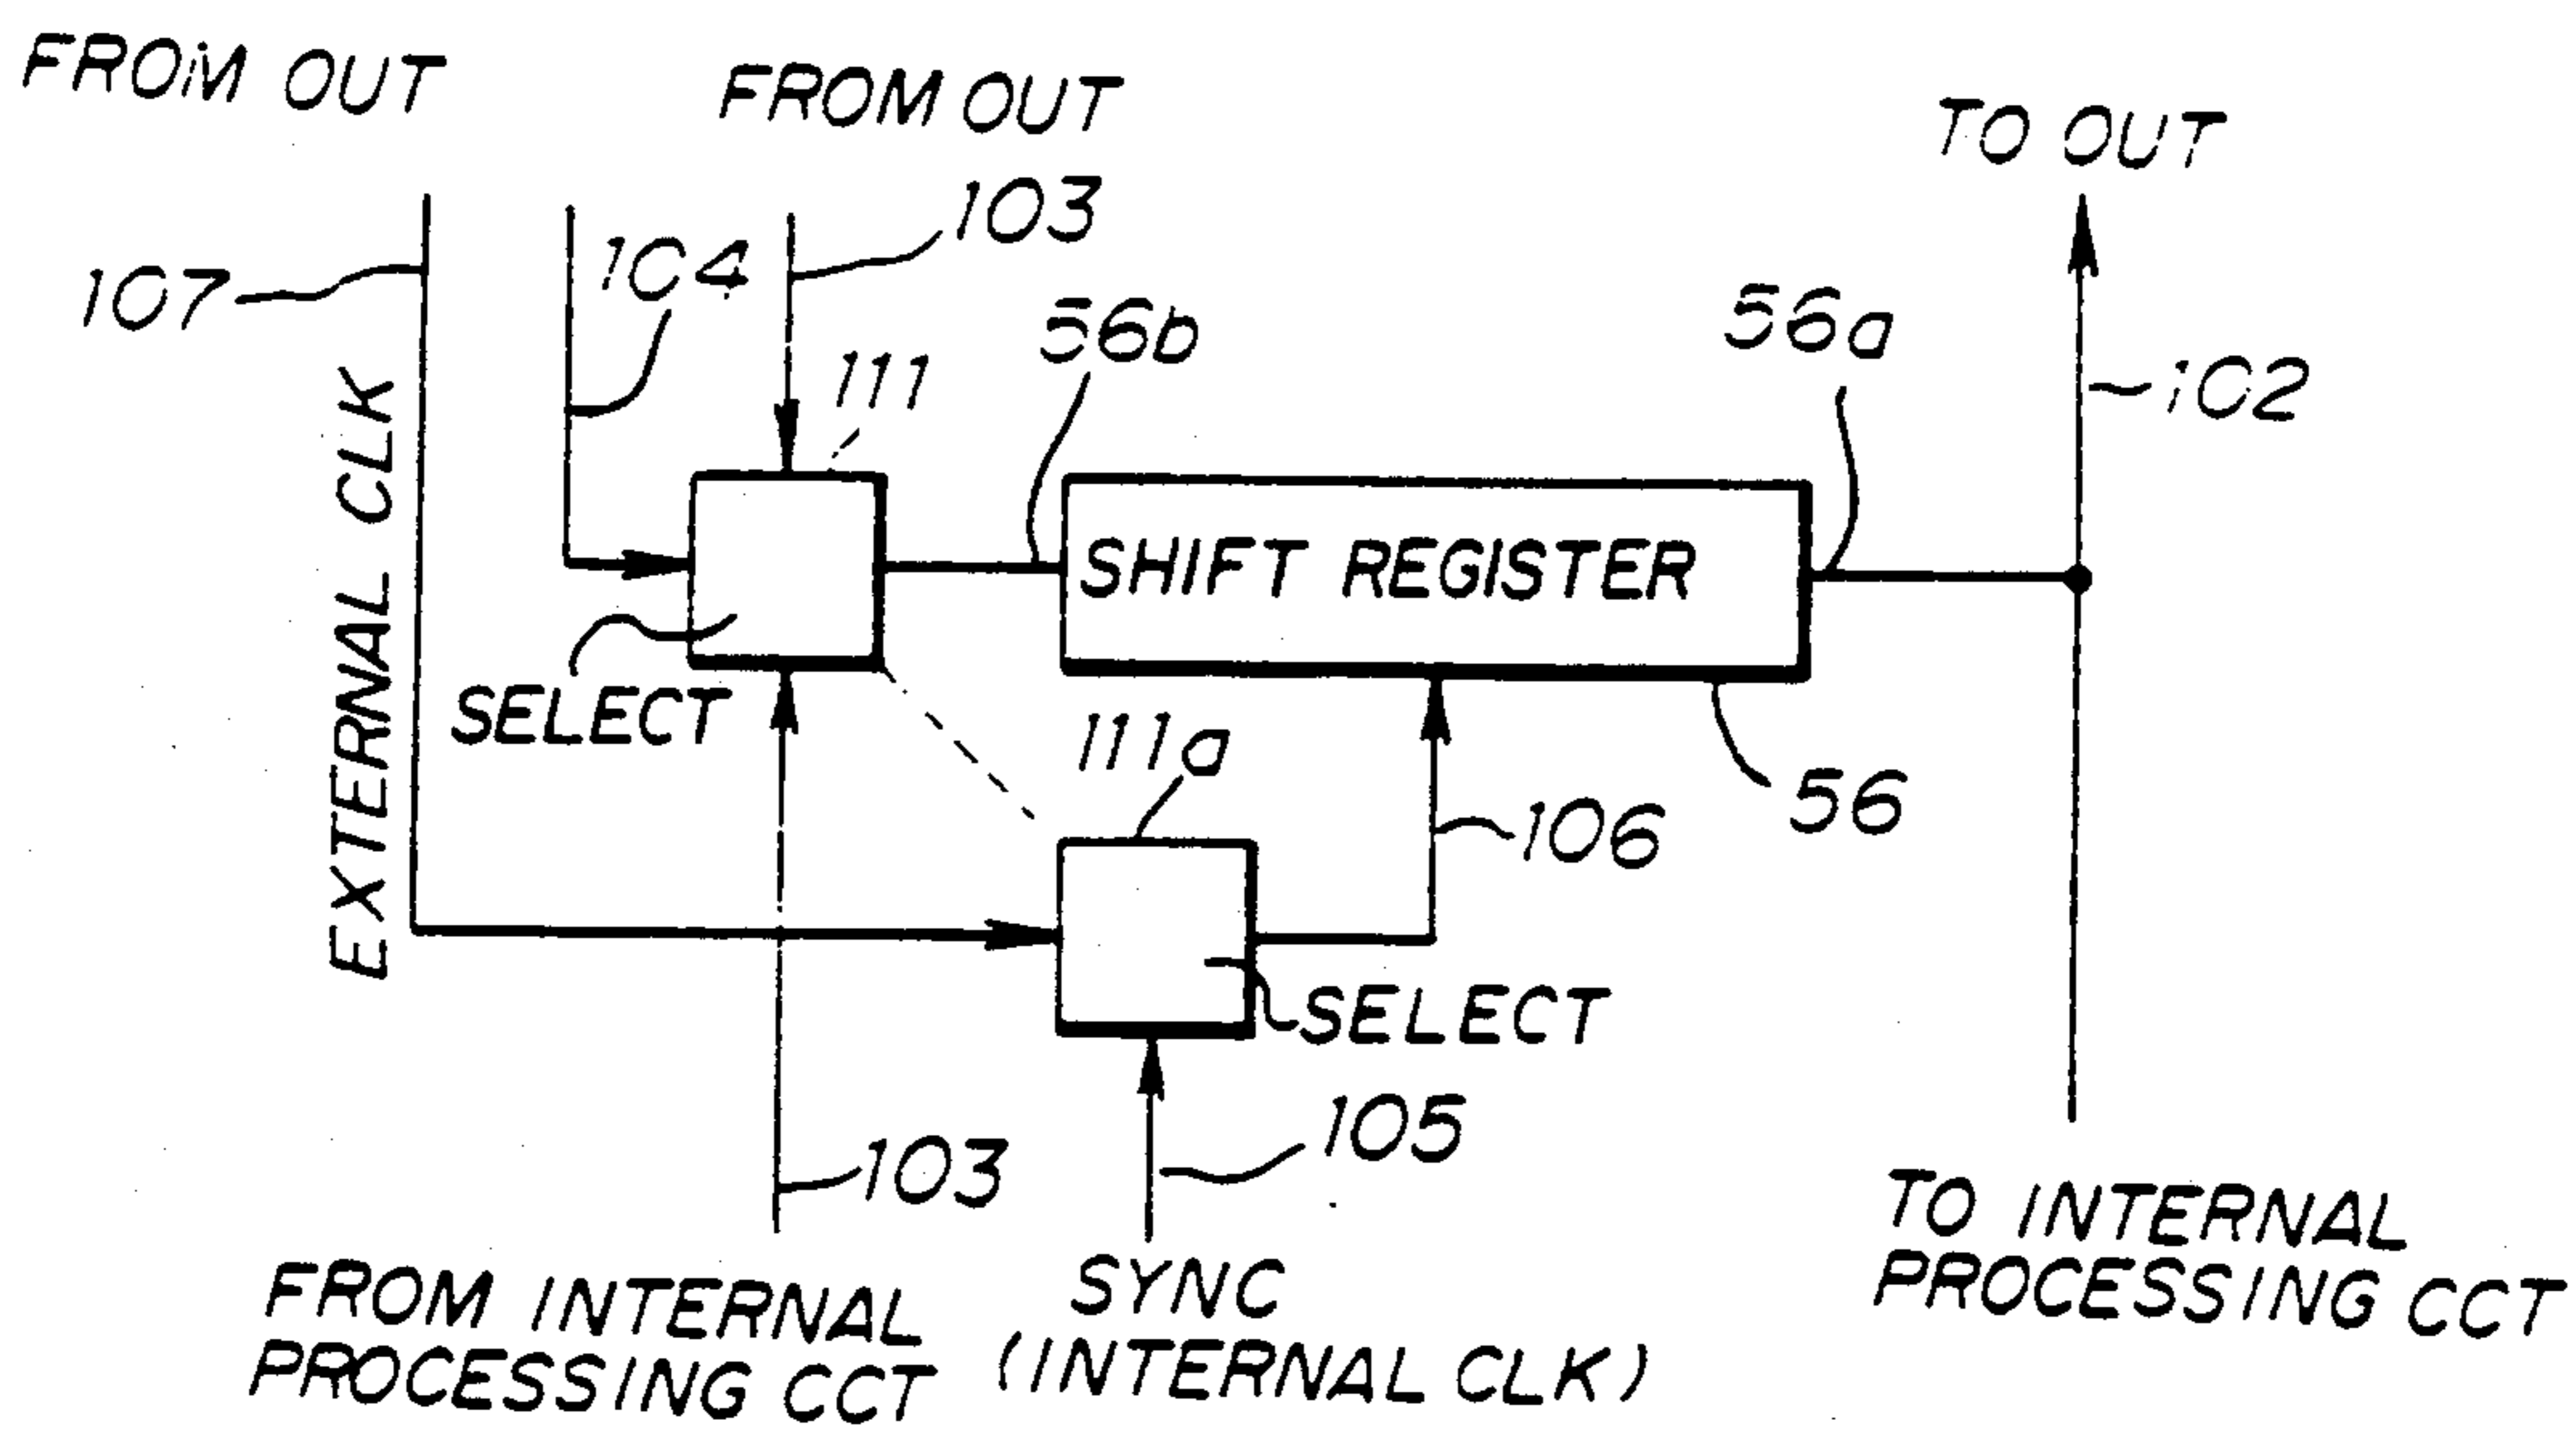 FROM OUT
FROM OUT
TO OUT
103
104
107
56b
56a
111
102
EXTERNAL CLK
SHIFT REGISTER
SELECT
111a
106
56
SELECT
105
103
TO INTERNAL
PROCESSING CCT
FROM INTERNAL
PROCESSING CCT
SYNC
(INTERNAL CLK)